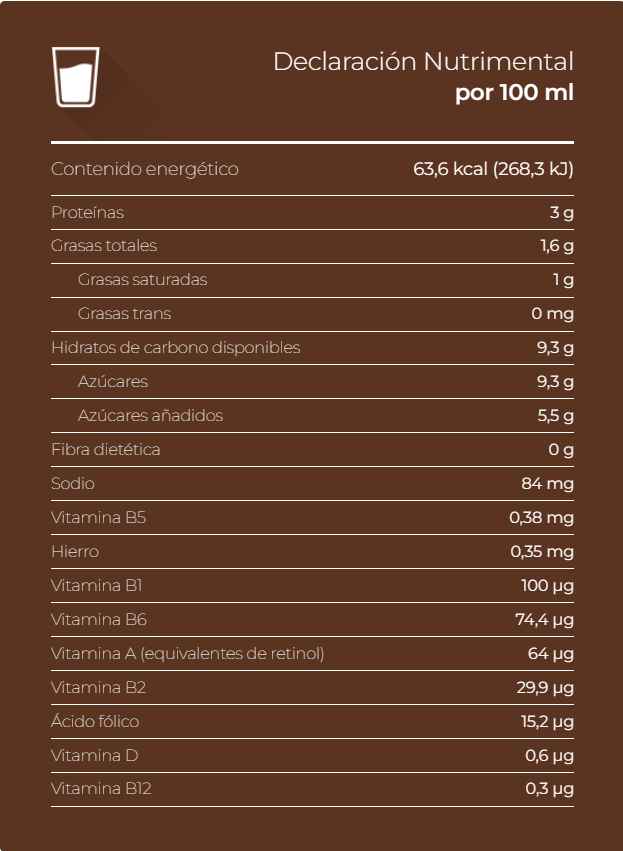 Declaración Nutrimental
por 100 ml
Contenido energético 63,6 kcal (268,3 kJ)
Proteínas 3 g
Grasas totales 1,6 g
Grasas saturadas 1 g
Grasas trans 0 mg
Hidratos de carbono disponibles 9,3 g
Azúcares 9,3 g
Azúcares añadidos 5,5 g
Fibra dietética 0 g
Sodio 84 mg
Vitamina B5 0,38 mg
Hierro 0,35 mg
Vitamina B1 100 µg
Vitamina B6 74,4 µg
Vitamina A (equivalentes de retinol) 64 µg
Vitamina B2 29,9 µg
Ácido fólico 15,2 µg
Vitamina D 0,6 µg
Vitamina B12 0,3 µg